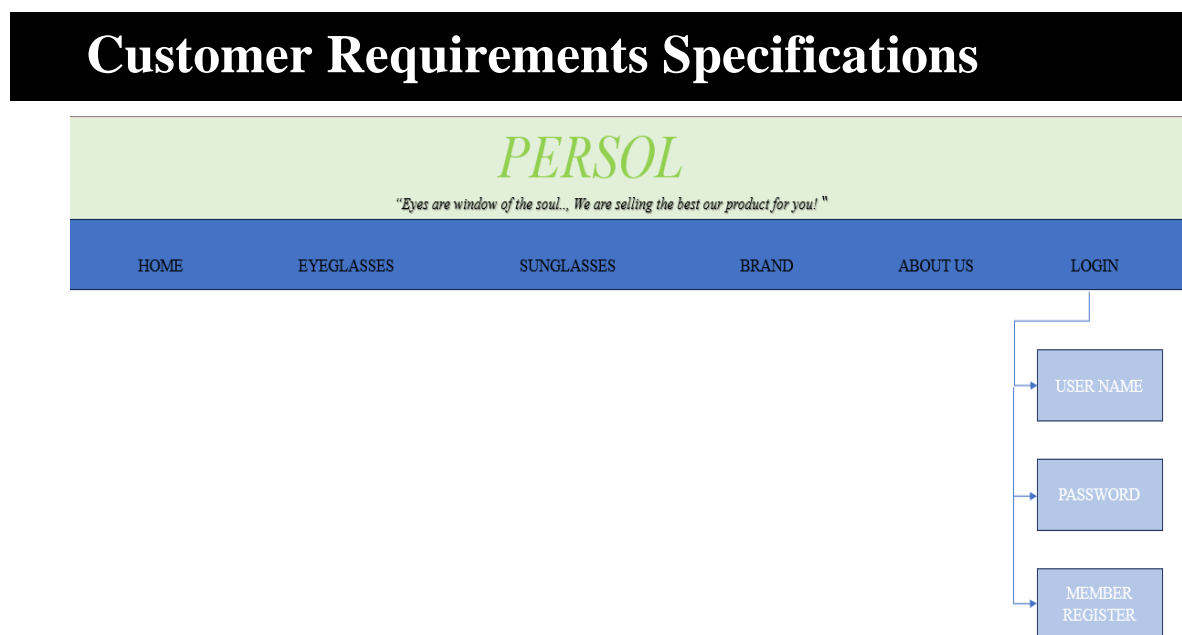 Customer Requirements Specifications
PERSOL
“Eyes are window of the soul.., We are selling the best our product for you! "
HOME EYEGLASSES SUNGLASSES BRAND ABOUT US LOGIN
USER NAME
PASSWORD
MEMBER
REGISTER